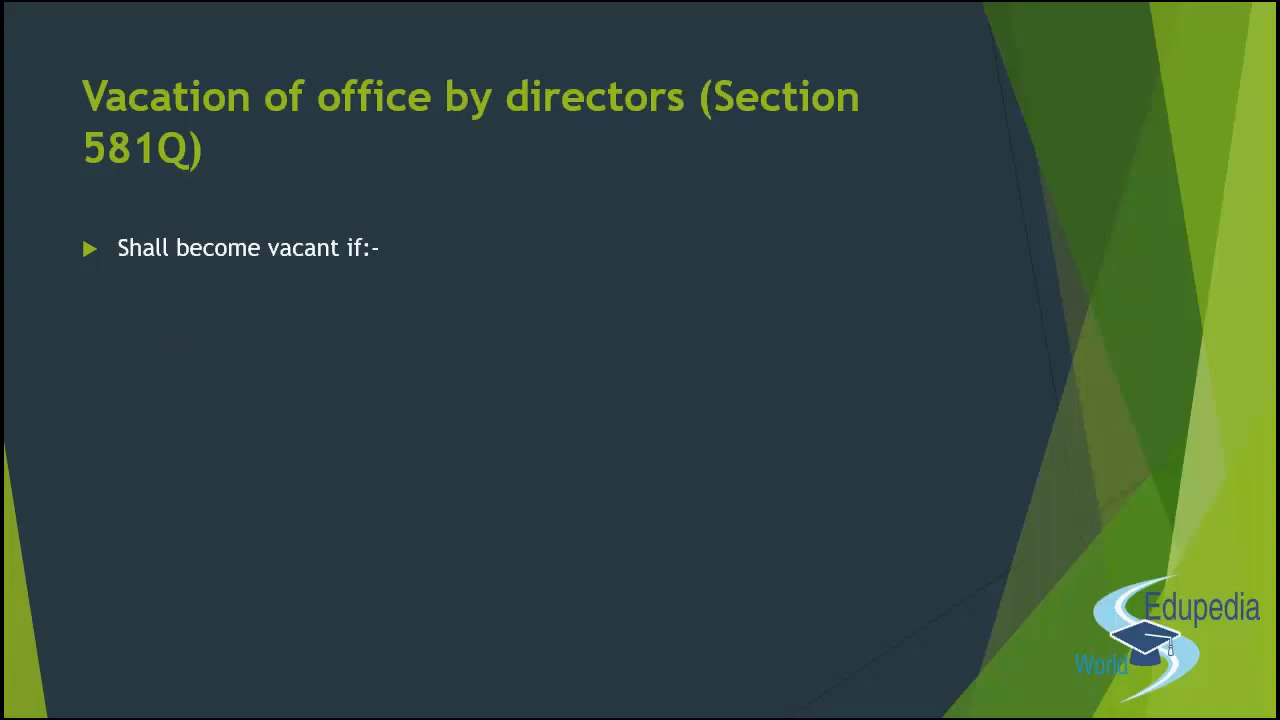 Vacation of office by directors (Section
581Q)
Shall become vacant if:-
Edupedia
World